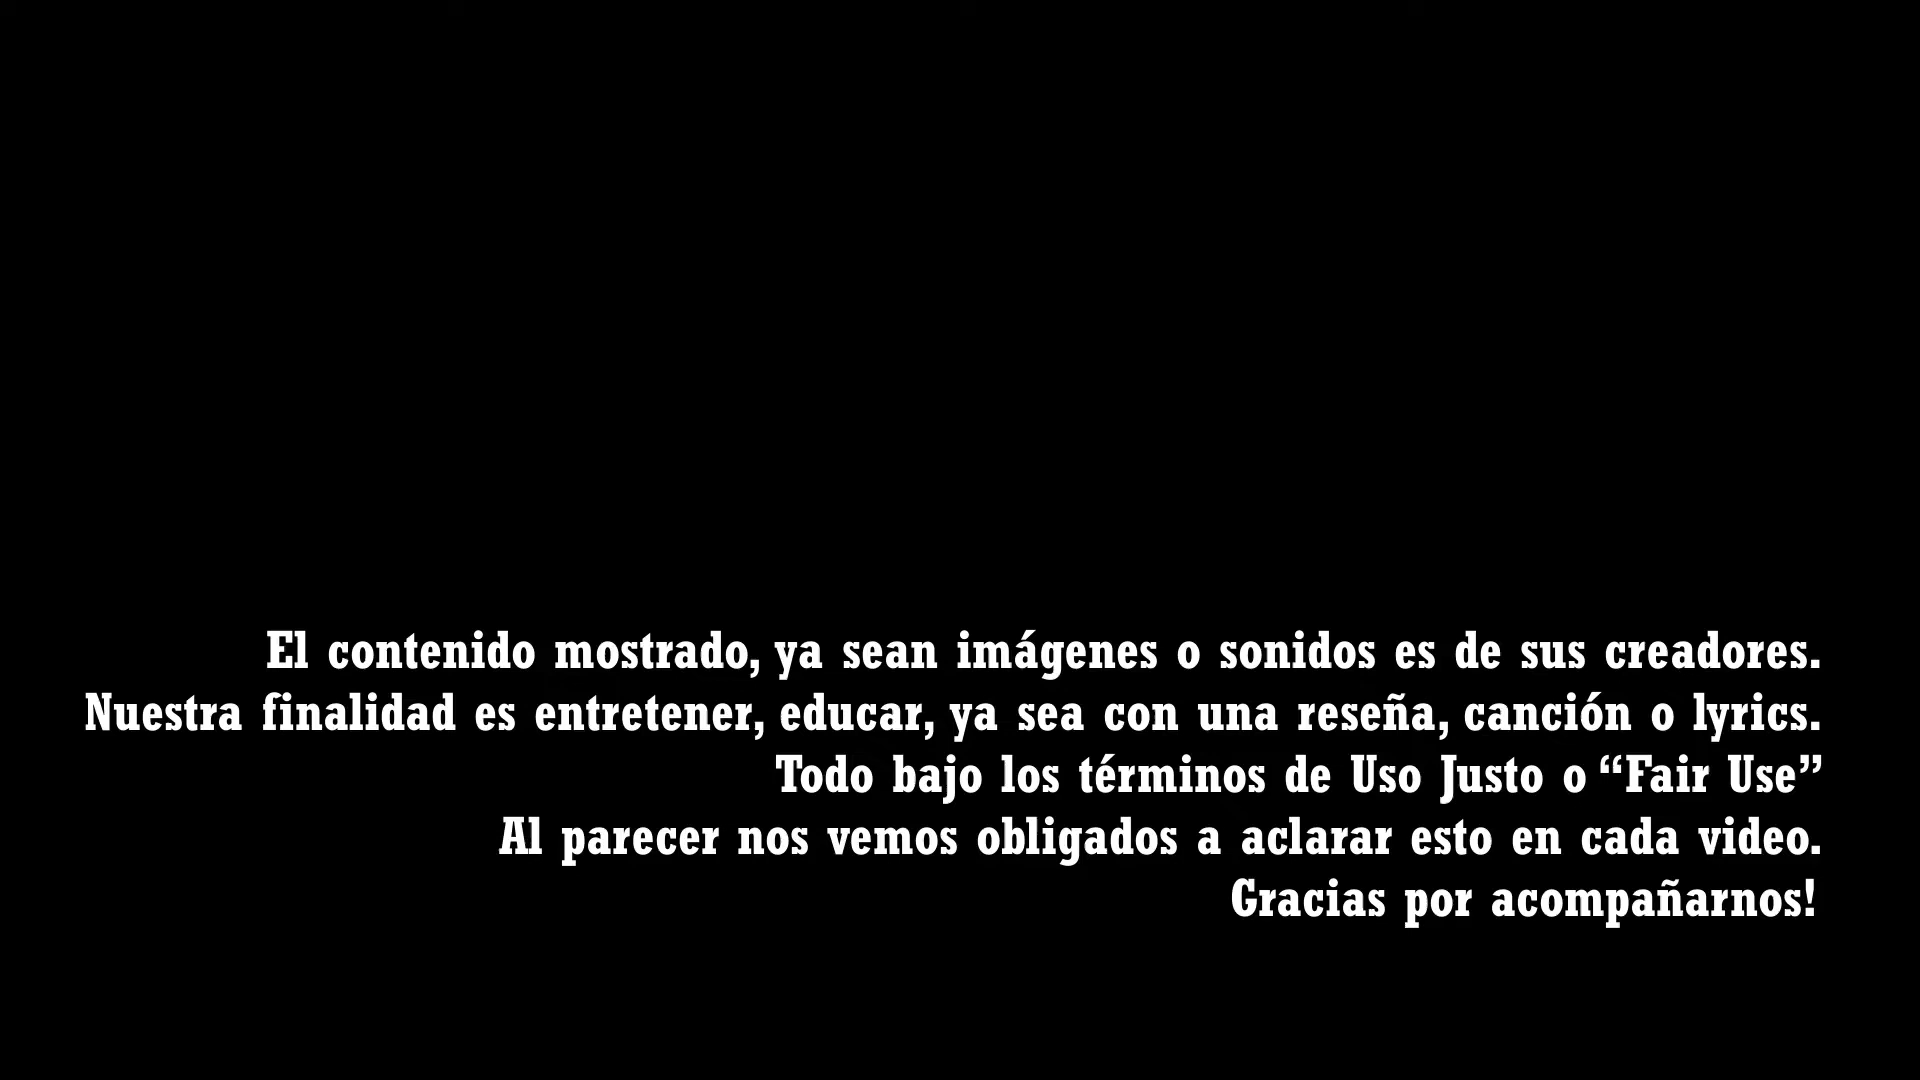 El contenido mostrado, ya sean imágenes o sonidos es de sus creadores.
Nuestra finalidad es entretener, educar, ya sea con una reseña, canción o lyrics.
Todo bajo los términos de Uso Justo o “Fair Use”
Al parecer nos vemos obligados a aclarar esto en cada video.
Gracias por acompañarnos!